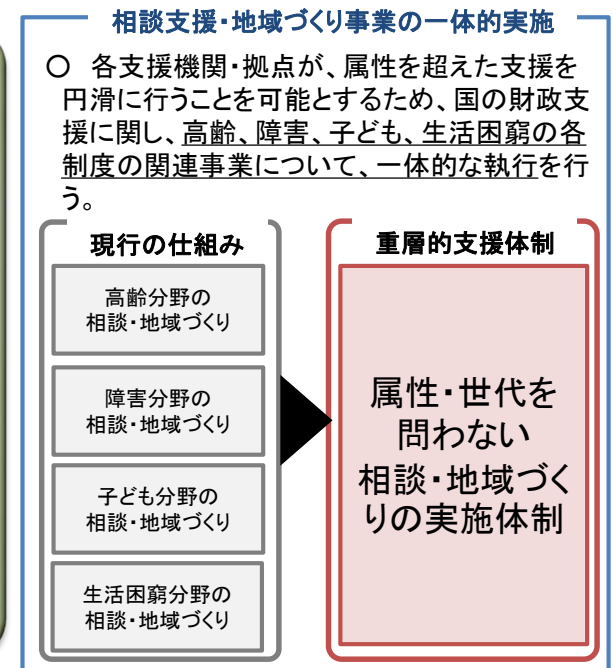 相談支援・地域づくり事業の一体的実施
〇 各支援機関・拠点が、属性を超えた支援を
円滑に行うことを可能とするため、国の財政支
援に関し、高齢、障害、子ども、生活困窮の各
制度の関連事業について、一体的な執行を行
う。
現行の仕組み
高齢分野の
相談・地域づくり
障害分野の
相談・地域づくり
子ども分野の
相談・地域づくり
生活困窮分野の
相談・地域づくり
重層的支援体制
属性・世代を
問わない
相談・地域づく
りの実施体制